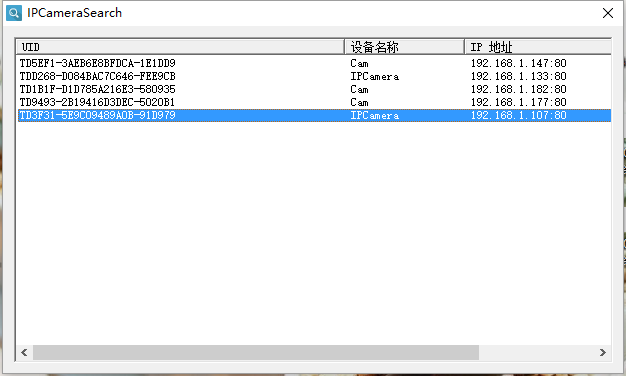 IPCameraSearch
UID 设备名称 IP 地址
TD5EF1-3AEB6E8BFDCA-1E1DD9 Cam 192.168.1.147:80
TDD268-D084BAC7C646-FEE9CB IPCamera 192.168.1.133:80
TD1B1F-D1D785A216E3-580935 Cam 192.168.1.182:80
TD9493-2B19416D3DEC-5020B1 Cam 192.168.1.177:80
TD3F31-5E9C09489A0B-91D979 IPCamera 192.168.1.107:80